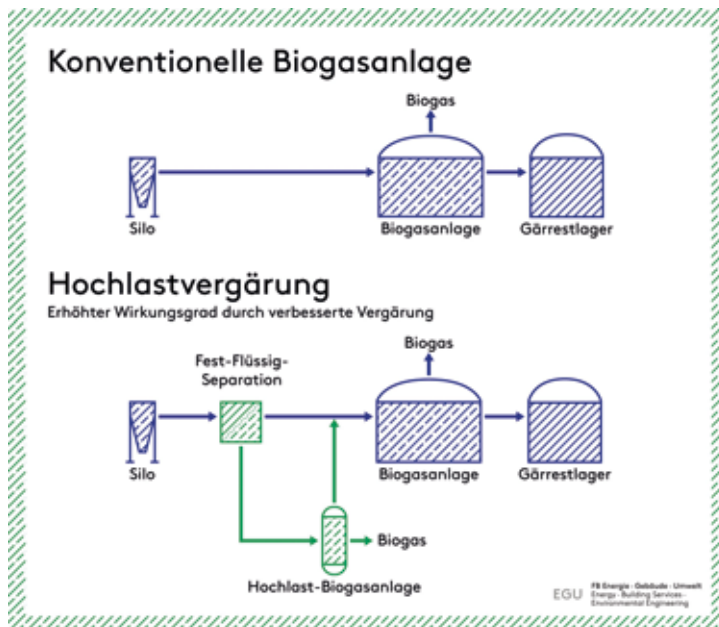 Konventionelle Biogasanlage
Biogas
Silo
Biogasanlage
Gärrestlager
Hochlastvergärung
Erhöhter Wirkungsgrad durch verbesserte Vergärung
Biogas
Fest-Flüssig-
Separation
Silo
Biogasanlage
Gärrestlager
Biogas
Hochlast-Biogasanlage
EGU
FB Energie · Gebäude · Umwelt
Energy · Building Services ·
Environmental Engineering